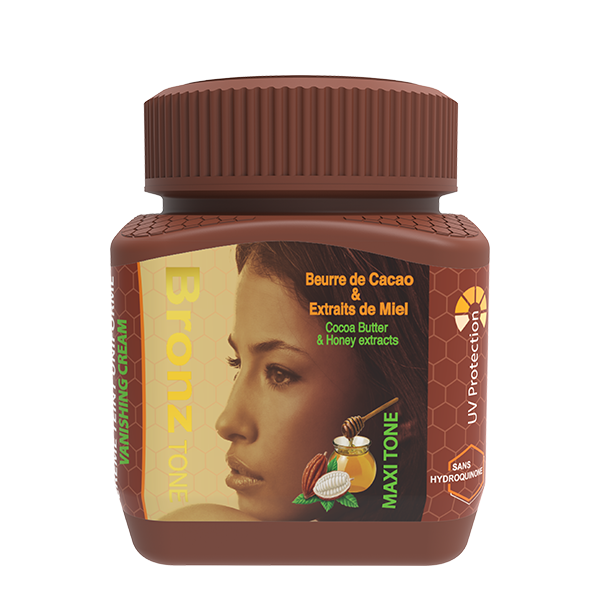 Bronz TONE
Beurre de Cacao
&
Extraits de Miel
Cocoa Butter
& Honey extracts
MAXI TONE
VANISHING CREAM
UV Protection
SANS
HYDROQUINONE